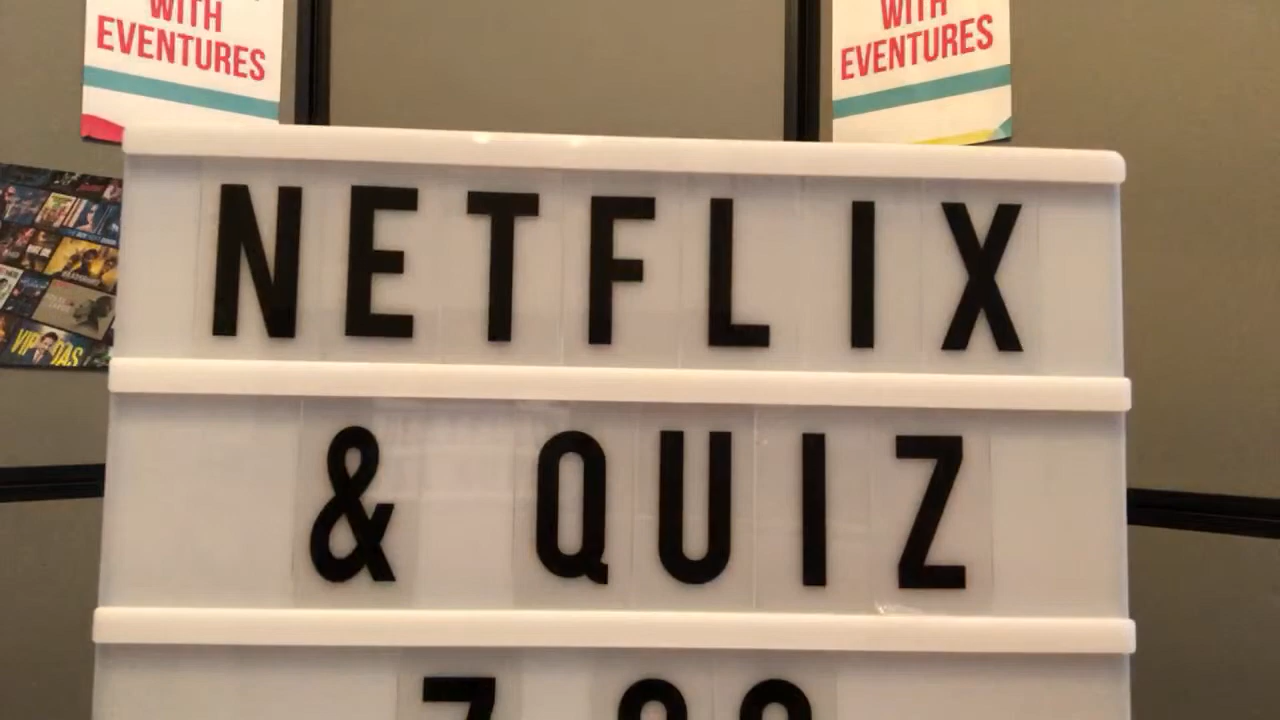 WITH
EVENTURES
WITH
EVENTURES
NETFLIX
& QUIZ